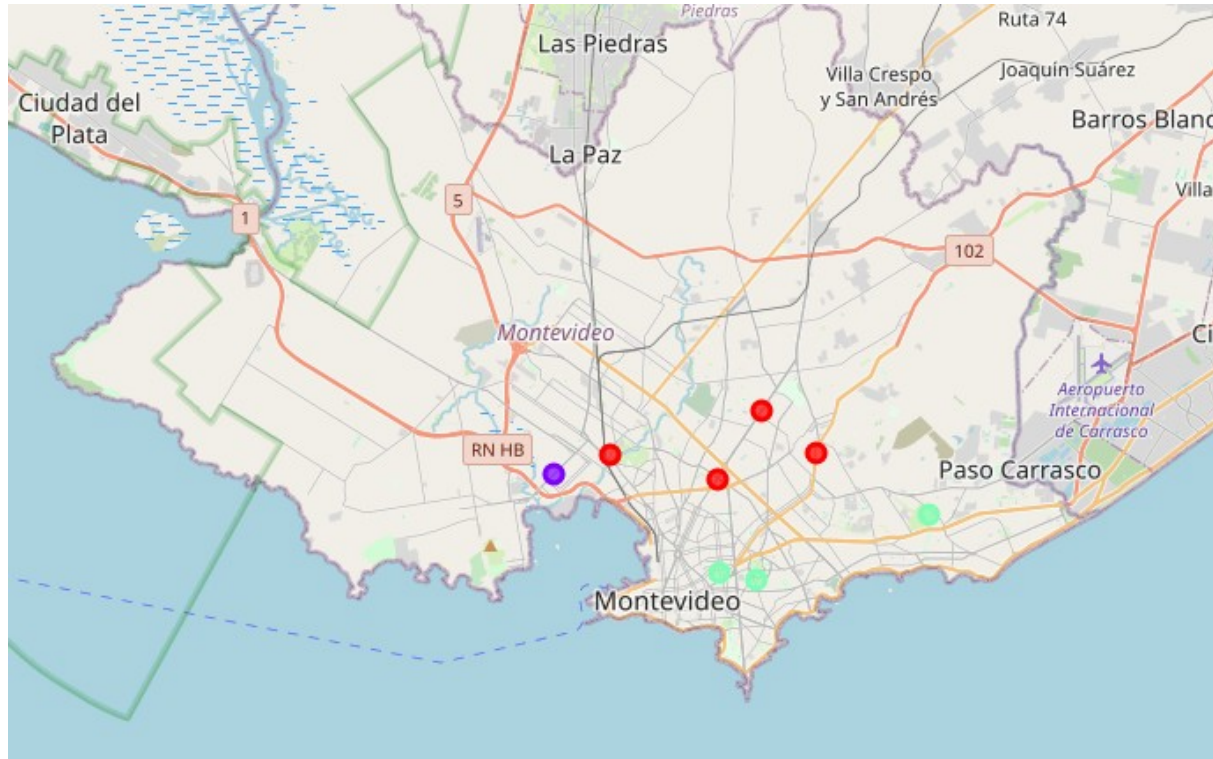 Piedras
Ruta 74
Las Piedras
Villa Crespo
y San Andrés
Joaquín Suárez
Ciudad del
Plata
Barros Blanc
La Paz
Villa
5
1
102
Montevideo
Ci
Aeropuerto
Internacional
de Carrasco
RN HB
Paso Carrasco
Montevideo